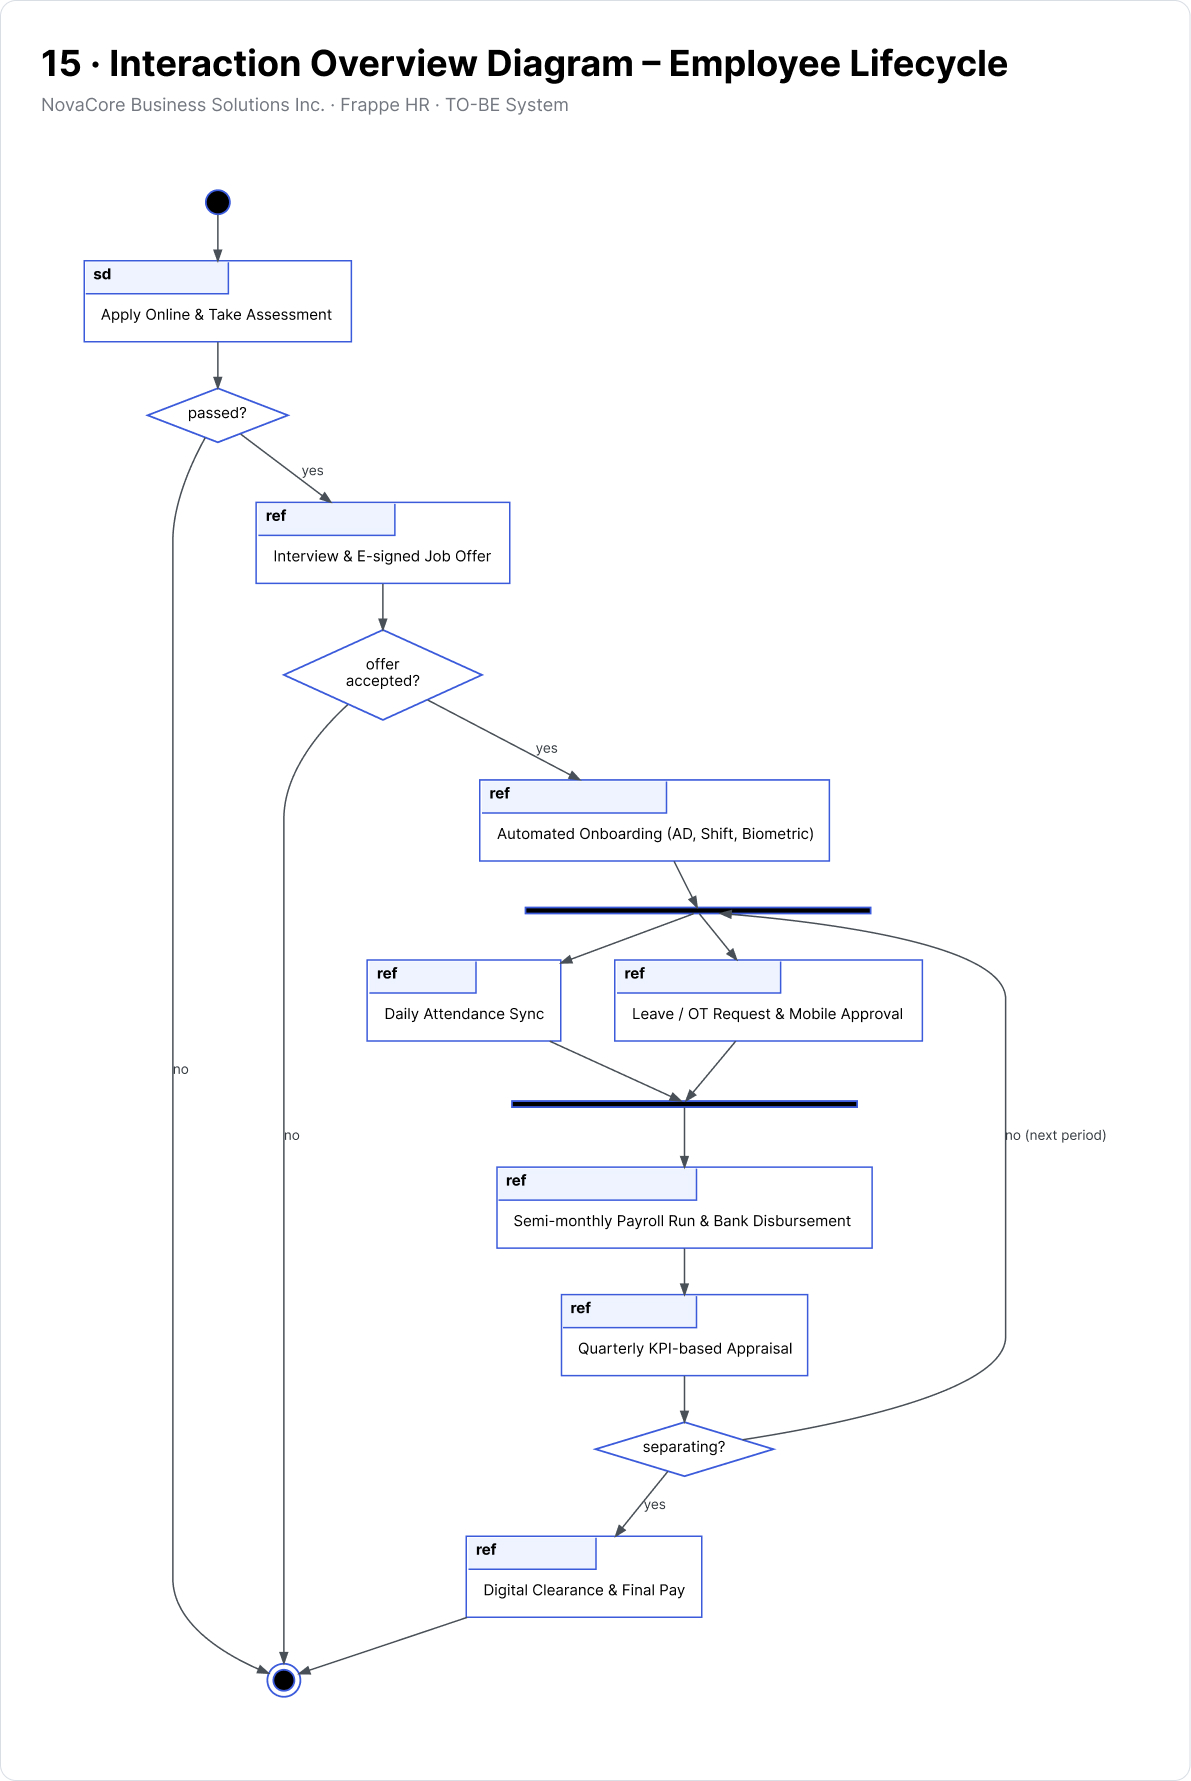 15 · Interaction Overview Diagram – Employee Lifecycle
NovaCore Business Solutions Inc. · Frappe HR · TO-BE System
sd
Apply Online & Take Assessment
passed?
yes
ref
Interview & E-signed Job Offer
offer
accepted?
yes
ref
Automated Onboarding (AD, Shift, Biometric)
ref
Daily Attendance Sync
ref
Leave / OT Request & Mobile Approval
no
no
no (next period)
ref
Semi-monthly Payroll Run & Bank Disbursement
ref
Quarterly KPI-based Appraisal
separating?
yes
ref
Digital Clearance & Final Pay